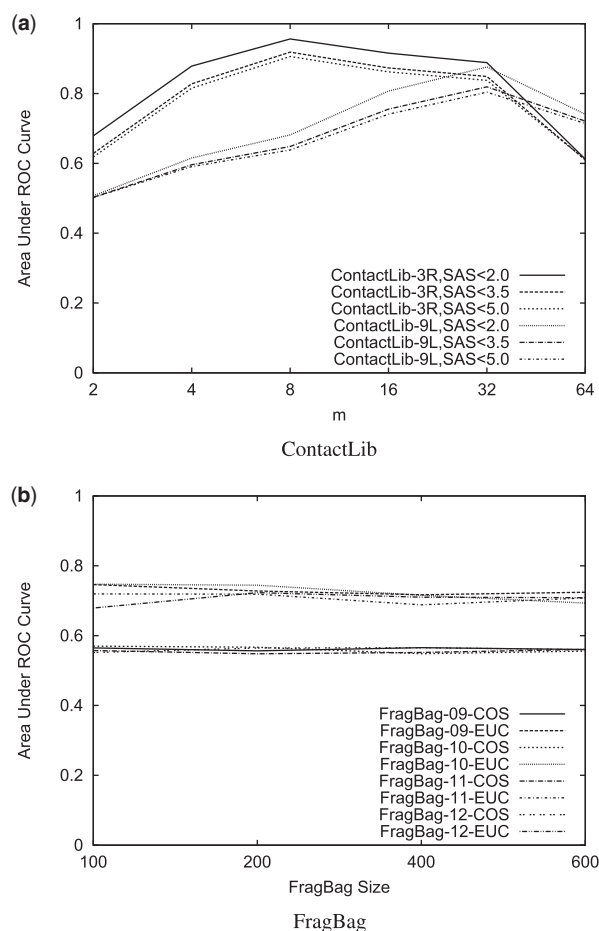 (a)
1
0.8
0.6
0.4
0.2
0
Area Under ROC Curve
ContactLib-3R,SAS<2.0
ContactLib-3R,SAS<3.5
ContactLib-3R,SAS<5.0
ContactLib-9L,SAS<2.0
ContactLib-9L,SAS<3.5
ContactLib-9L,SAS<5.0
2 4 8 16 32 64
m
ContactLib
(b)
1
0.8
0.6
0.4
0.2
0
Area Under ROC Curve
FragBag-09-COS
FragBag-09-EUC
FragBag-10-COS
FragBag-10-EUC
FragBag-11-COS
FragBag-11-EUC
FragBag-12-COS
FragBag-12-EUC
100 200 400 600
FragBag Size
FragBag